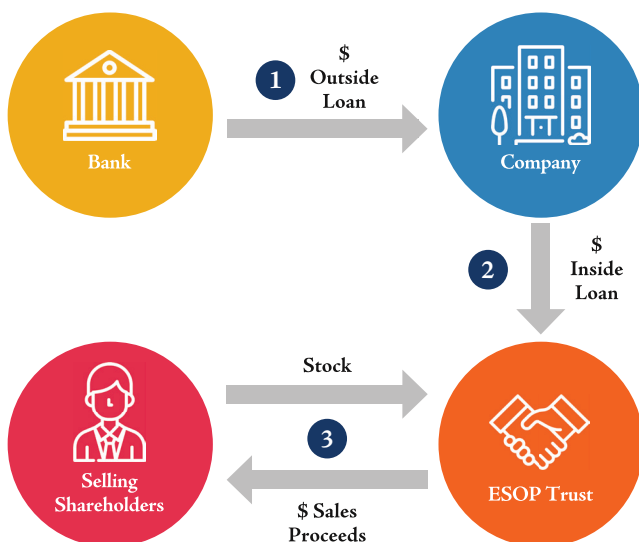 $
Outside
Loan
1
Bank
Company
2
$
Inside
Loan
Stock
3
Selling
Shareholders
ESOP Trust
$ Sales
Proceeds